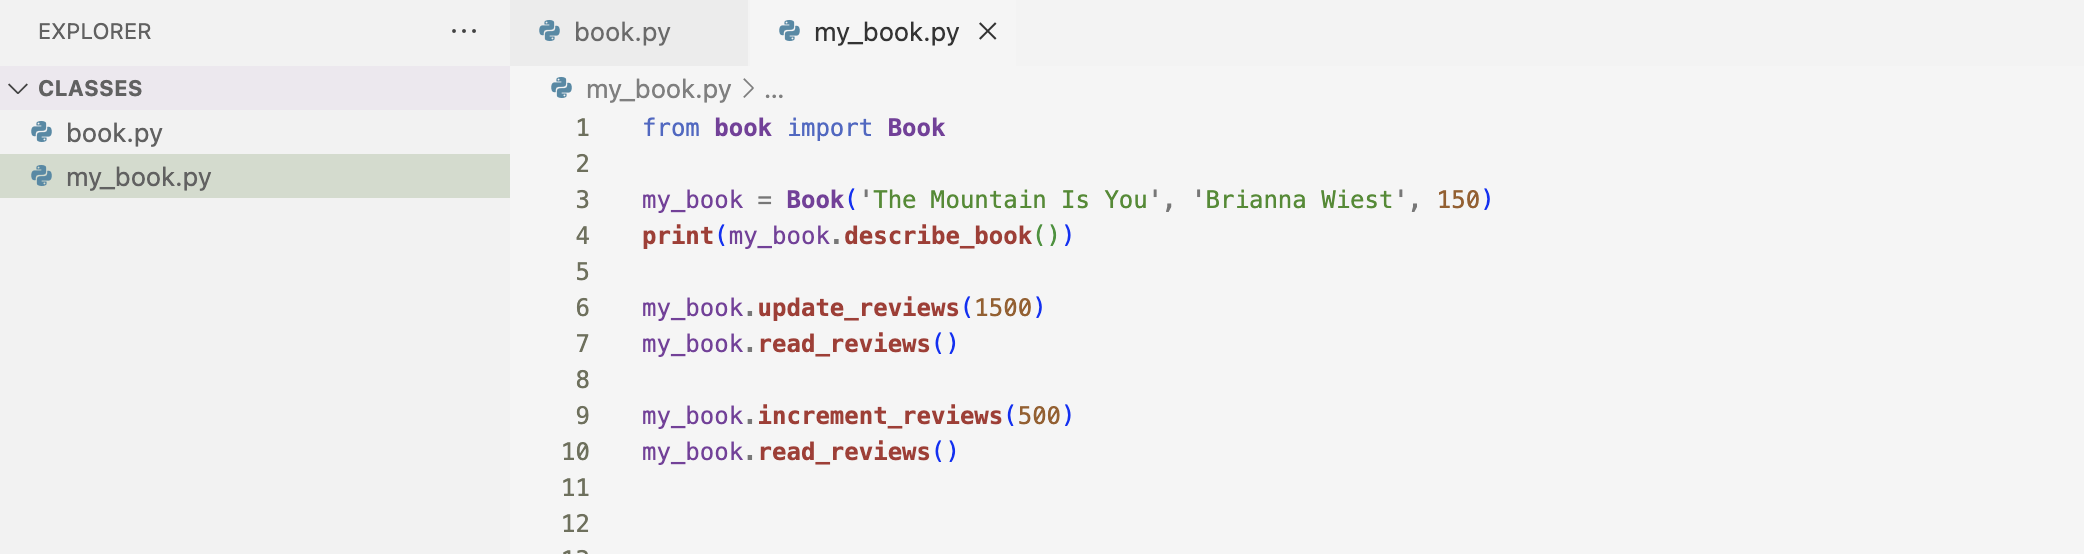 EXPLORER ...
CLASSES
book.py
my_book.py
book.py my_book.py
my_book.py > ...
1 from book import Book
2
3 my_book = Book('The Mountain Is You', 'Brianna Wiest', 150)
4 print(my_book.describe_book())
5
6 my_book.update_reviews(1500)
7 my_book.read_reviews()
8
9 my_book.increment_reviews(500)
10 my_book.read_reviews()
11
12